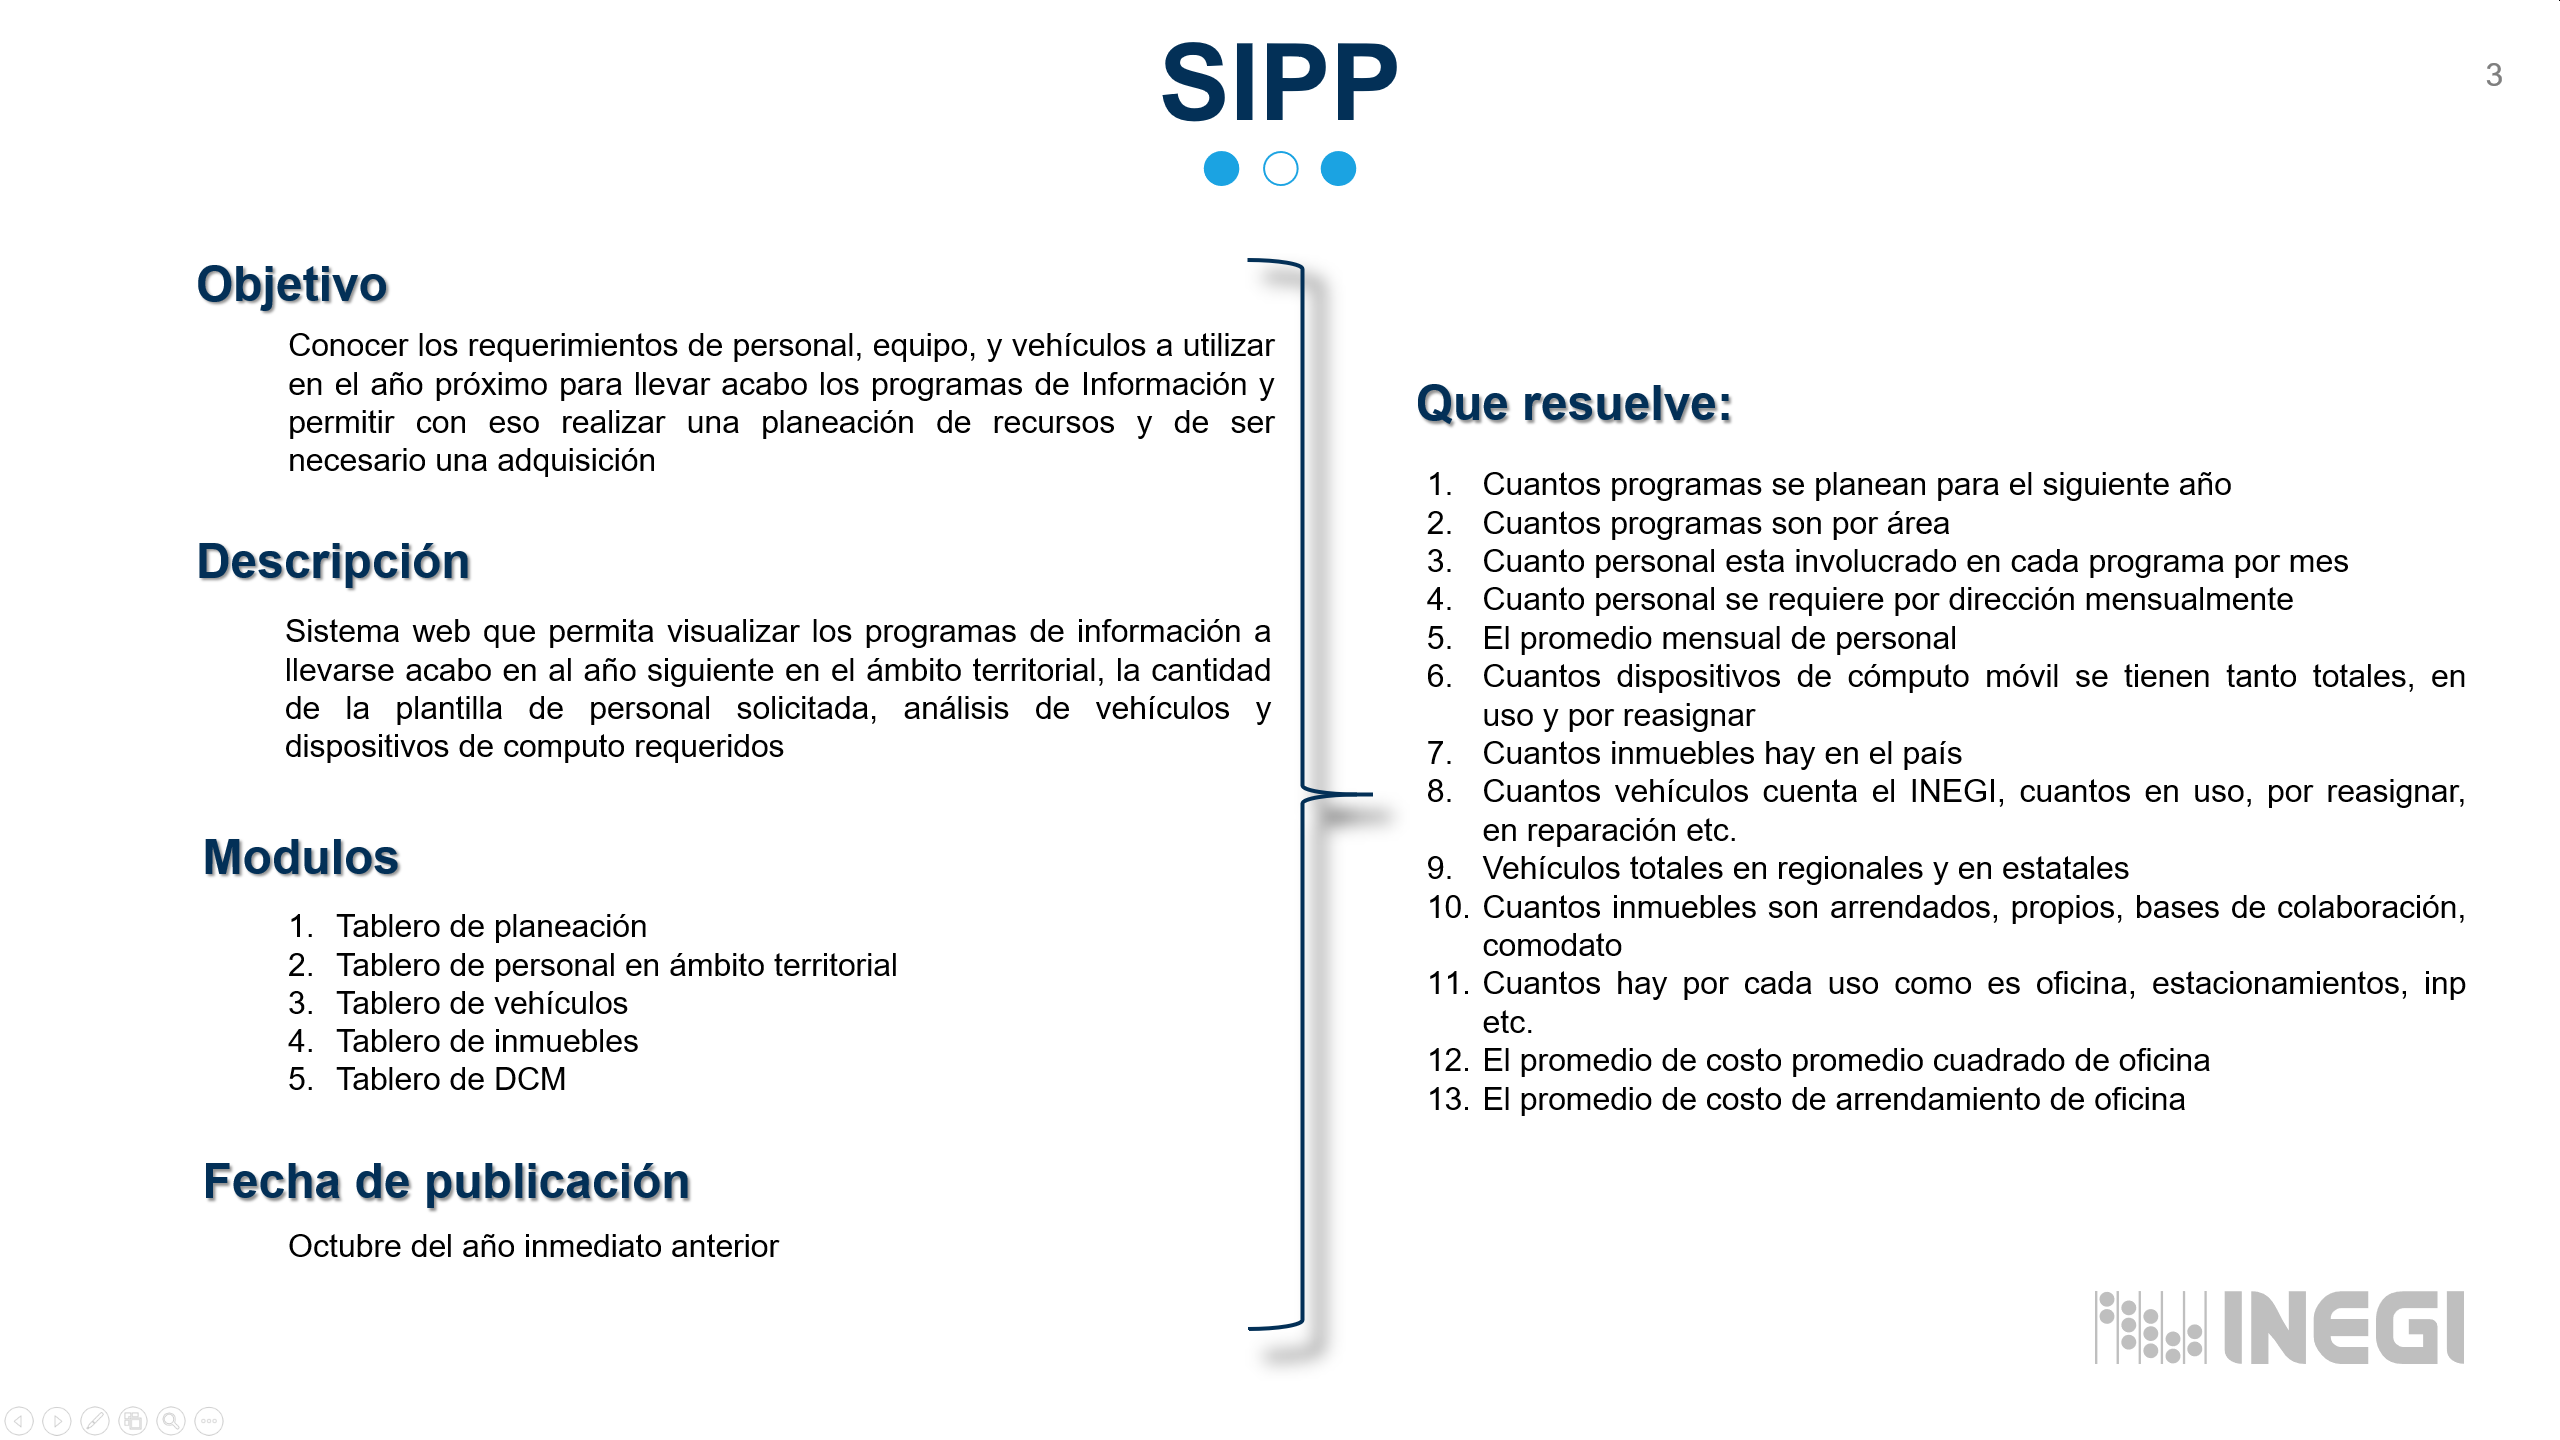 SIPP
3
Objetivo
Conocer los requerimientos de personal, equipo, y vehículos a utilizar
en el año próximo para llevar acabo los programas de Información y
permitir con eso realizar una planeación de recursos y de ser
necesario una adquisición
Descripción
Sistema web que permita visualizar los programas de información a
llevarse acabo en al año siguiente en el ámbito territorial, la cantidad
de la plantilla de personal solicitada, análisis de vehículos y
dispositivos de computo requeridos
Modulos
1. Tablero de planeación
2. Tablero de personal en ámbito territorial
3. Tablero de vehículos
4. Tablero de inmuebles
5. Tablero de DCM
Fecha de publicación
Octubre del año inmediato anterior
Que resuelve:
1. Cuantos programas se planean para el siguiente año
2. Cuantos programas son por área
3. Cuanto personal esta involucrado en cada programa por mes
4. Cuanto personal se requiere por dirección mensualmente
5. El promedio mensual de personal
6. Cuantos dispositivos de cómputo móvil se tienen tanto totales, en
uso y por reasignar
7. Cuantos inmuebles hay en el país
8. Cuantos vehículos cuenta el INEGI, cuantos en uso, por reasignar,
en reparación etc.
9. Vehículos totales en regionales y en estatales
10. Cuantos inmuebles son arrendados, propios, bases de colaboración,
comodato
11. Cuantos hay por cada uso como es oficina, estacionamientos, inp
etc.
12. El promedio de costo promedio cuadrado de oficina
13. El promedio de costo de arrendamiento de oficina
INEGI